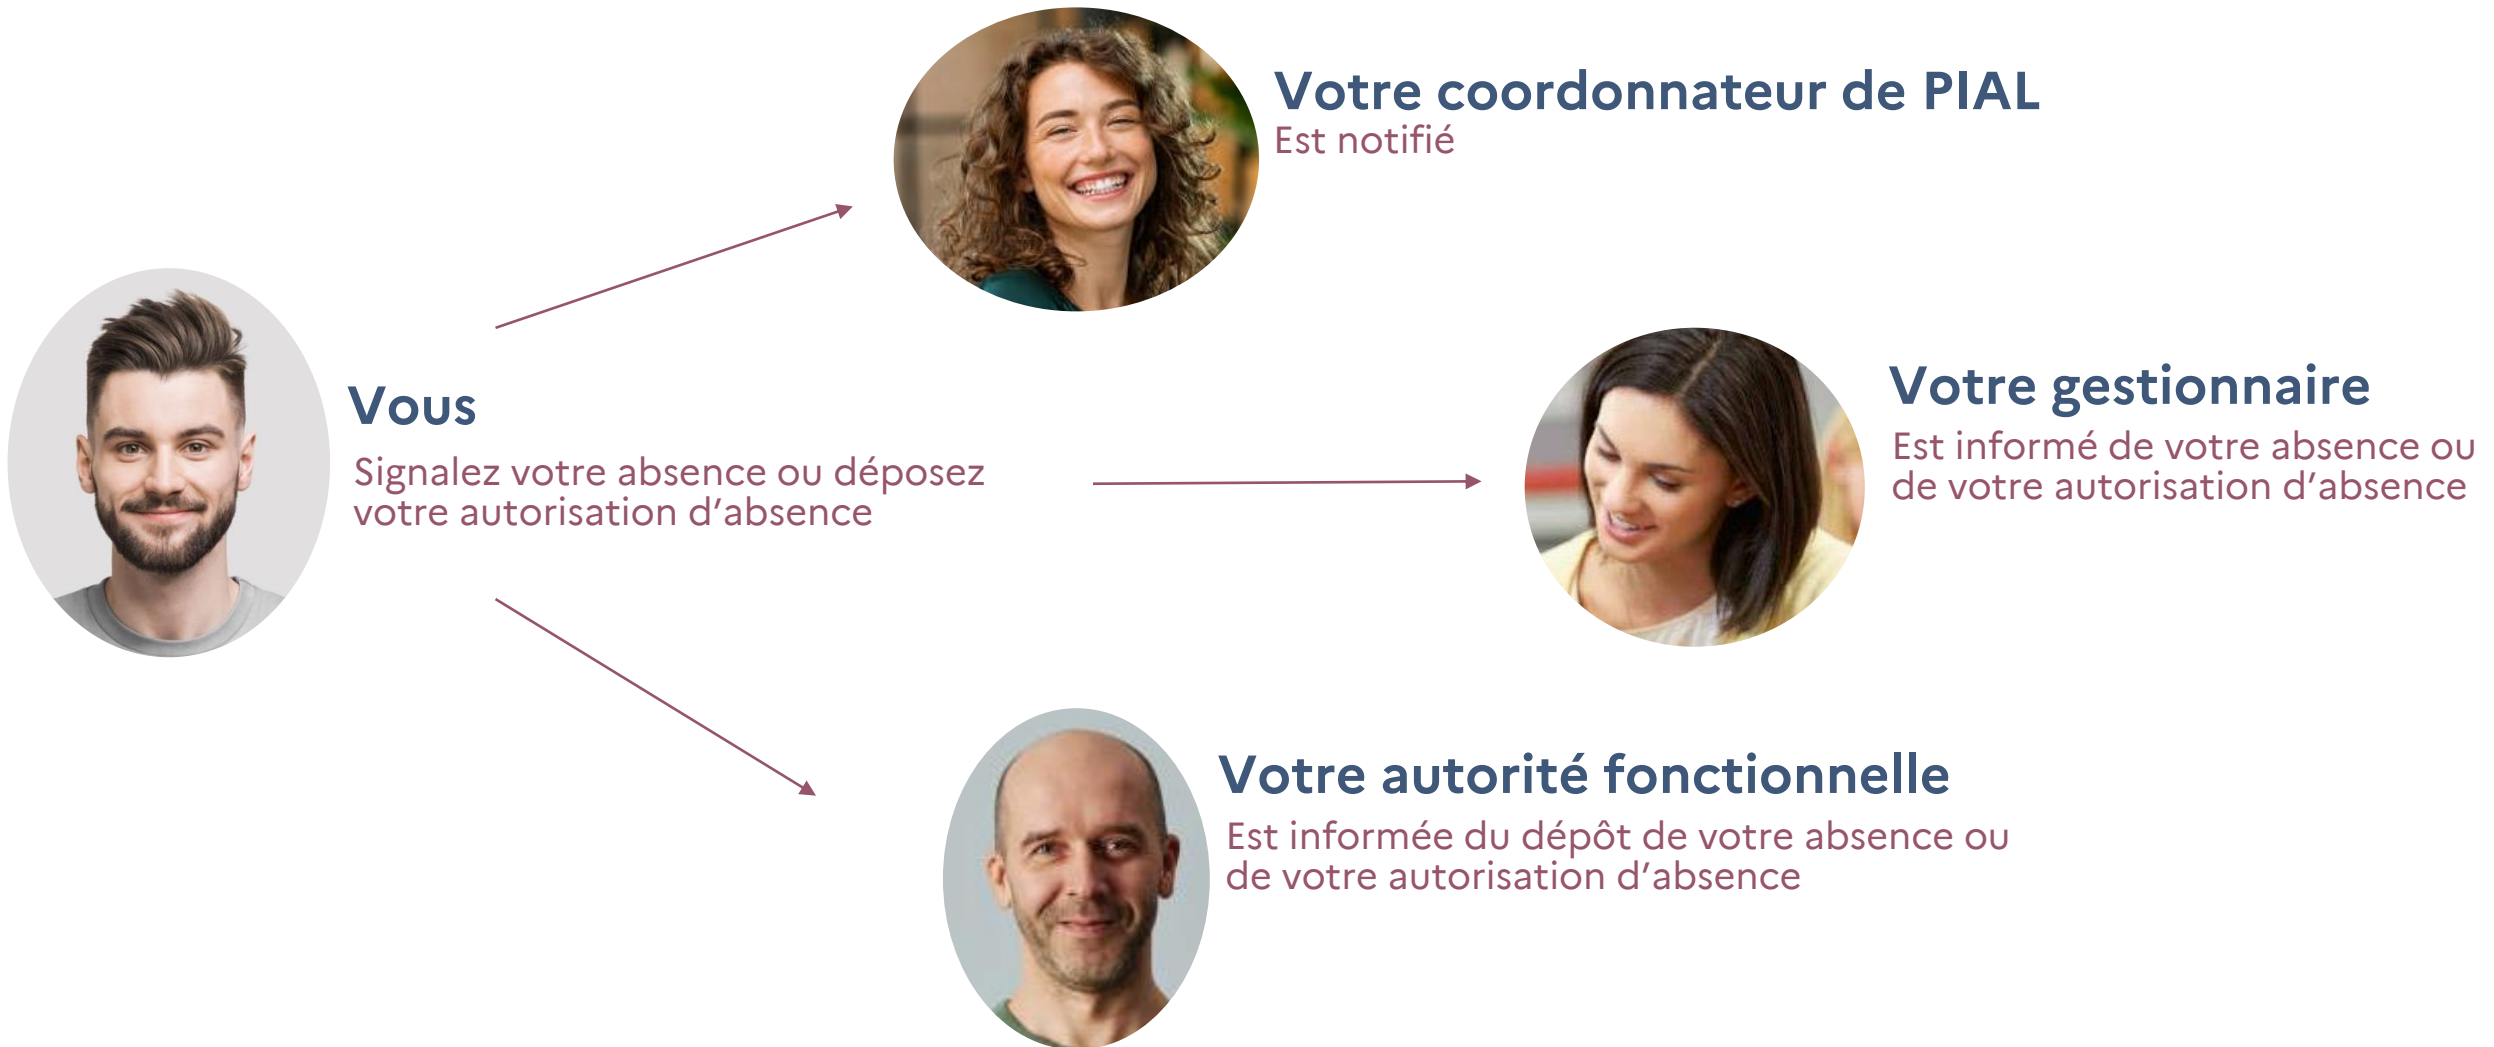 Votre coordonnateur de PIAL
Est notifié
Vous
Signalez votre absence ou déposez
votre autorisation d’absence
Votre gestionnaire
Est informé de votre absence ou
de votre autorisation d’absence
Votre autorité fonctionnelle
Est informée du dépôt de votre absence ou
de votre autorisation d’absence